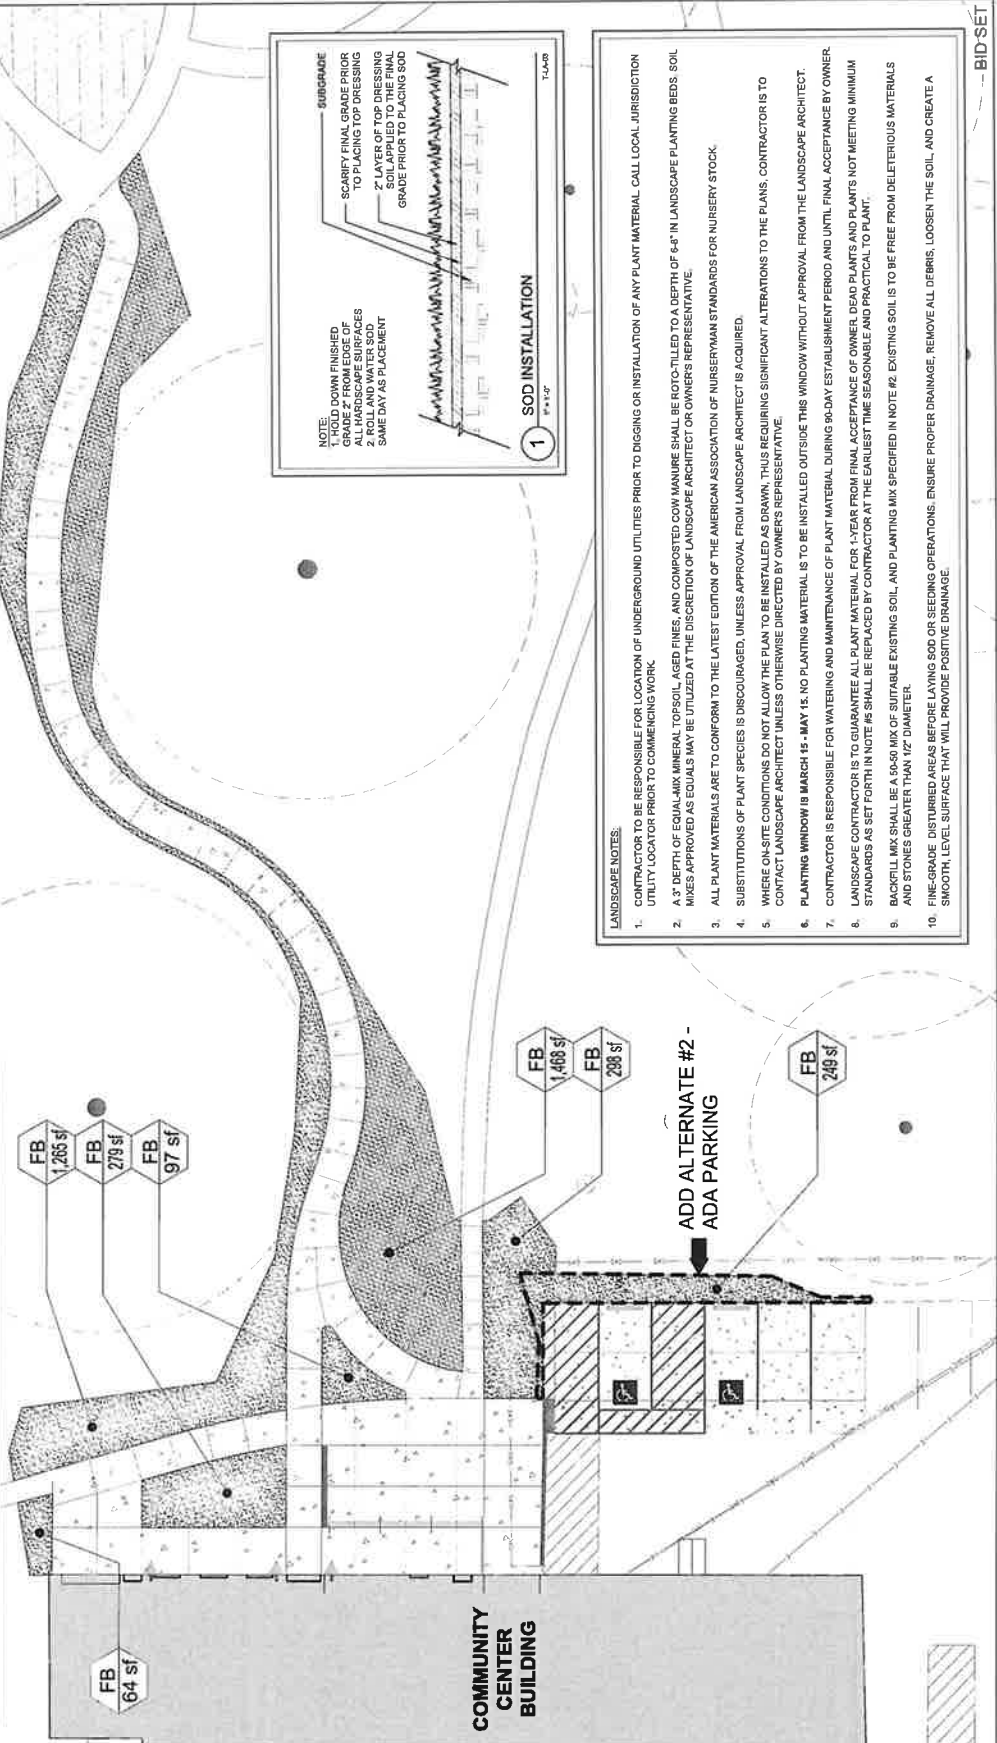 FB
64 sf
FB
1,265 sf
FB
279 sf
FB
97 sf
FB
1,468 sf
FB
298 sf
FB
249 sf
COMMUNITY
CENTER
BUILDING
ADD ALTERNATE #2 -
ADA PARKING
NOTE:
1. HOLD DOWN FINISHED
GRADE 2" FROM EDGE OF
ALL HARDSCAPE SURFACES
2. ROLL AND WATER SOD
SAME DAY AS PLACEMENT
SUBGRADE
SCARIFY FINAL GRADE PRIOR
TO PLACING TOP DRESSING
2" LAYER OF TOP DRESSING
SOIL APPLIED TO THE FINAL
GRADE PRIOR TO PLACING SOD
1
SOD INSTALLATION
1" = 1'-0"
T-LA-03
LANDSCAPE NOTES:
1. CONTRACTOR TO BE RESPONSIBLE FOR LOCATION OF UNDERGROUND UTILITIES PRIOR TO DIGGING OR INSTALLATION OF ANY PLANT MATERIAL. CALL LOCAL JURISDICTION
UTILITY LOCATOR PRIOR TO COMMENCING WORK.
2. A 3" DEPTH OF EQUAL-MIX MINERAL TOPSOIL, AGED FINES, AND COMPOSTED COW MANURE SHALL BE ROTO-TILLED TO A DEPTH OF 6-8" IN LANDSCAPE PLANTING BEDS. SOIL
MIXES APPROVED AS EQUALS MAY BE UTILIZED AT THE DISCRETION OF LANDSCAPE ARCHITECT OR OWNER'S REPRESENTATIVE.
3. ALL PLANT MATERIALS ARE TO CONFORM TO THE LATEST EDITION OF THE AMERICAN ASSOCIATION OF NURSERYMAN STANDARDS FOR NURSERY STOCK.
4. SUBSTITUTIONS OF PLANT SPECIES IS DISCOURAGED, UNLESS APPROVAL FROM LANDSCAPE ARCHITECT IS ACQUIRED.
5. WHERE ON-SITE CONDITIONS DO NOT ALLOW THE PLAN TO BE INSTALLED AS DRAWN, THUS REQUIRING SIGNIFICANT ALTERATIONS TO THE PLANS, CONTRACTOR IS TO
CONTACT LANDSCAPE ARCHITECT UNLESS OTHERWISE DIRECTED BY OWNER'S REPRESENTATIVE.
6. PLANTING WINDOW IS MARCH 15 - MAY 15. NO PLANTING MATERIAL IS TO BE INSTALLED OUTSIDE THIS WINDOW WITHOUT APPROVAL FROM THE LANDSCAPE ARCHITECT.
7. CONTRACTOR IS RESPONSIBLE FOR WATERING AND MAINTENANCE OF PLANT MATERIAL DURING 90-DAY ESTABLISHMENT PERIOD AND UNTIL FINAL ACCEPTANCE BY OWNER.
8. LANDSCAPE CONTRACTOR IS TO GUARANTEE ALL PLANT MATERIAL FOR 1-YEAR FROM FINAL ACCEPTANCE OF OWNER. DEAD PLANTS AND PLANTS NOT MEETING MINIMUM
STANDARDS AS SET FORTH IN NOTE #5 SHALL BE REPLACED BY CONTRACTOR AT THE EARLIEST TIME SEASONABLE AND PRACTICAL TO PLANT.
9. BACKFILL MIX SHALL BE A 50-50 MIX OF SUITABLE EXISTING SOIL, AND PLANTING MIX SPECIFIED IN NOTE #2. EXISTING SOIL IS TO BE FREE FROM DELETERIOUS MATERIALS
AND STONES GREATER THAN 1/2" DIAMETER.
10. FINE-GRADE DISTURBED AREAS BEFORE LAYING SOD OR SEEDING OPERATIONS. ENSURE PROPER DRAINAGE, REMOVE ALL DEBRIS, LOOSEN THE SOIL, AND CREATE A
SMOOTH, LEVEL SURFACE THAT WILL PROVIDE POSITIVE DRAINAGE.
BID SET